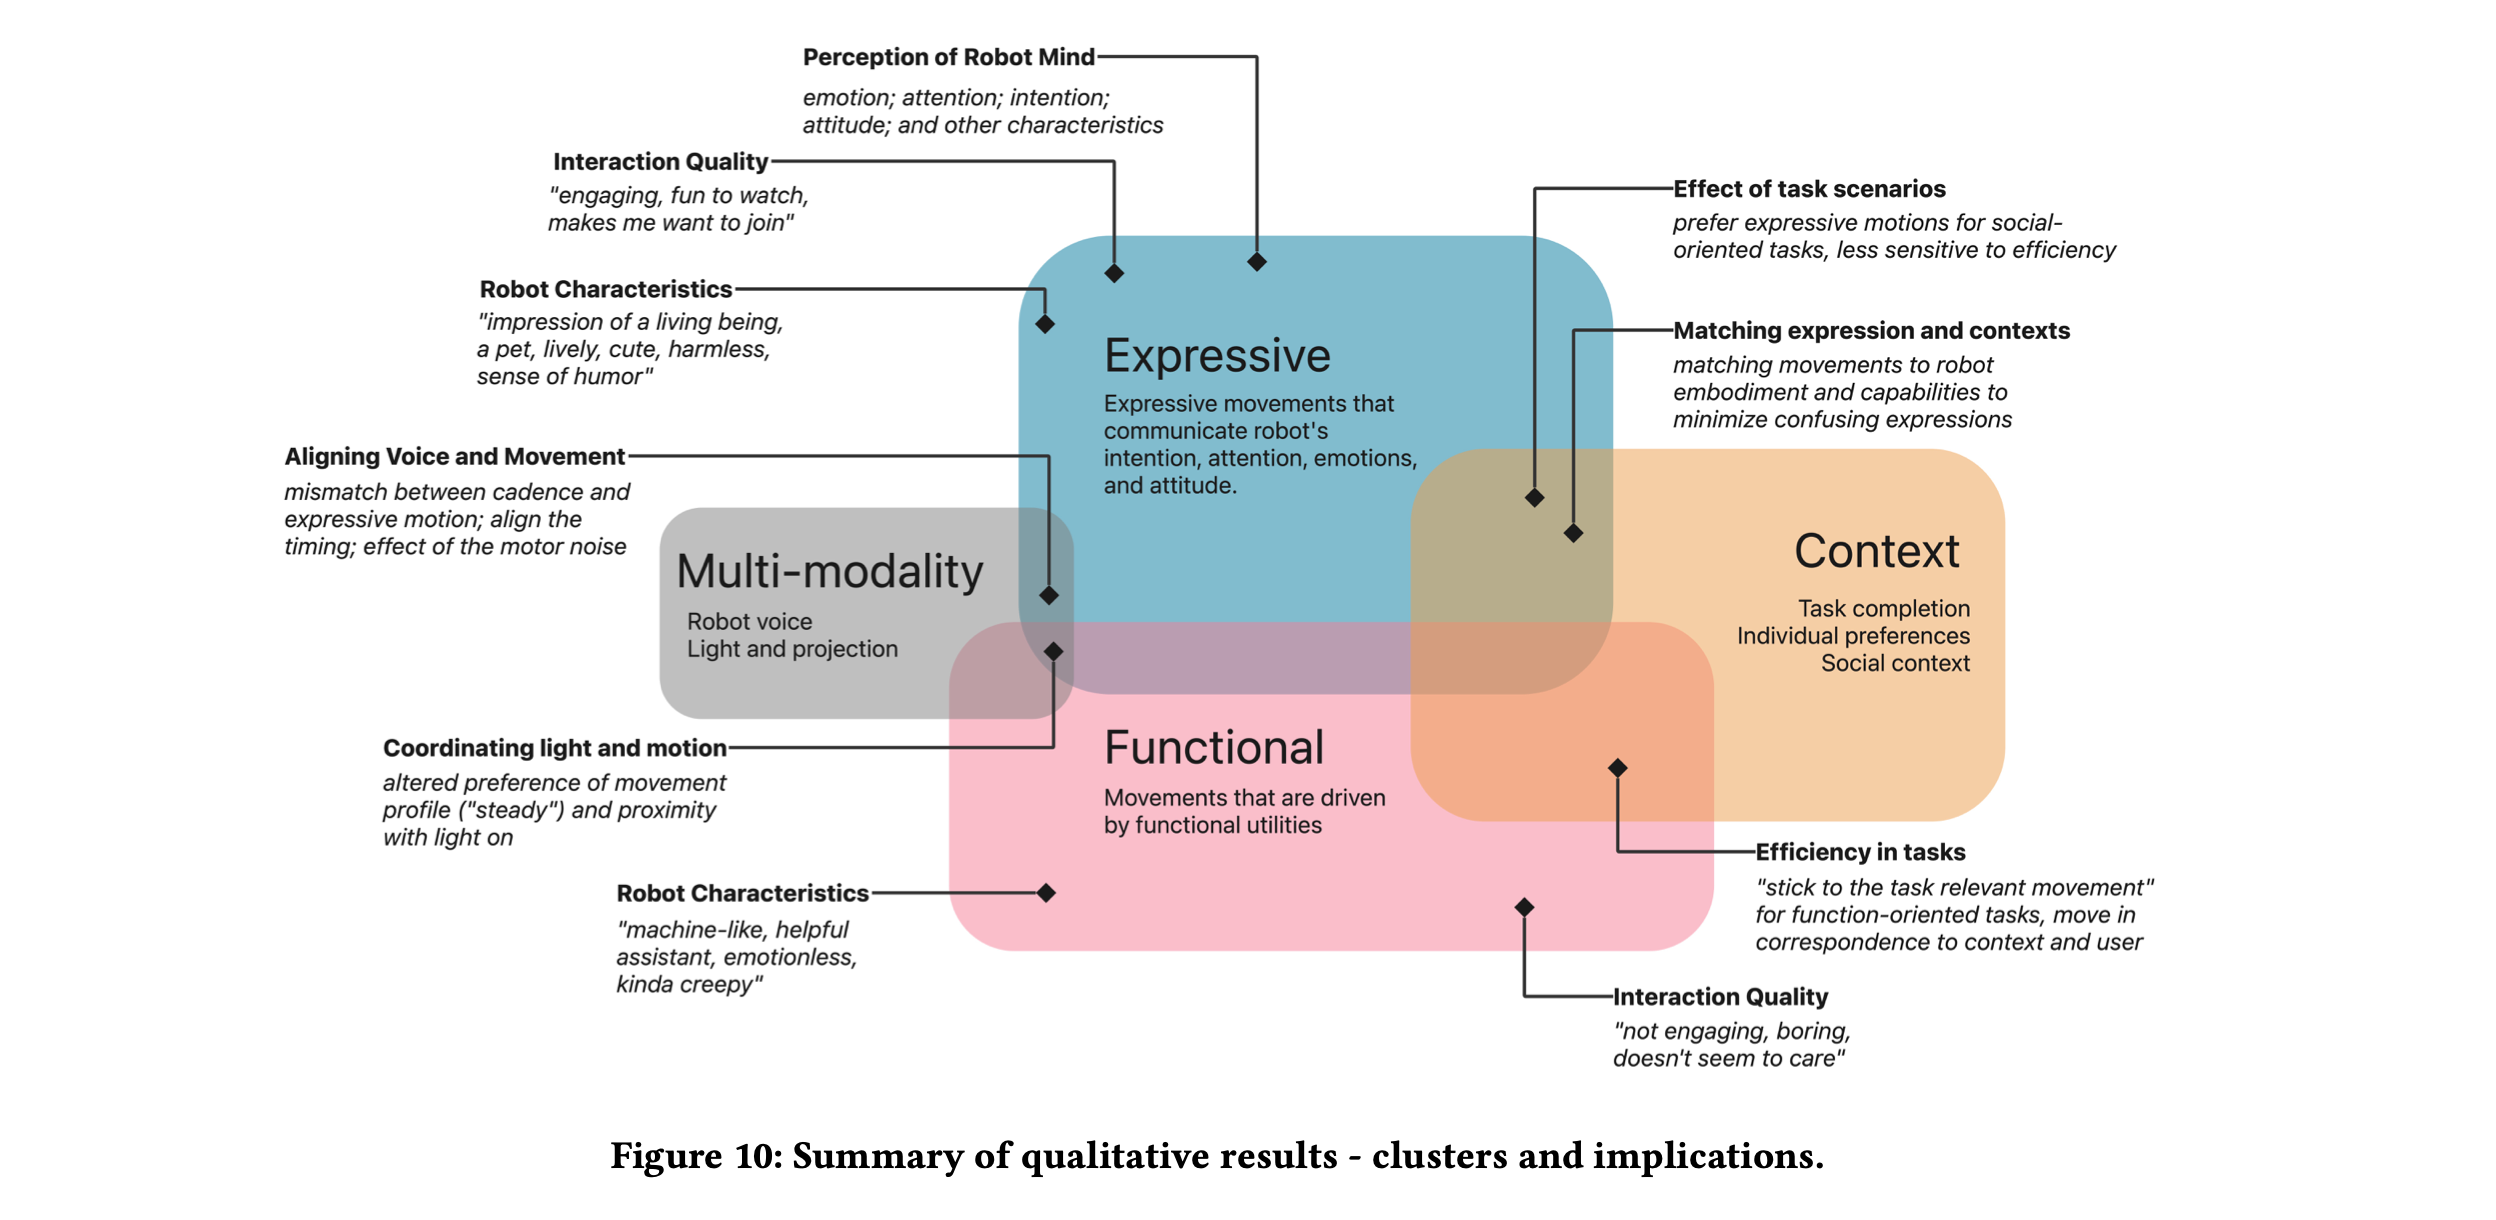 Perception of Robot Mind
emotion; attention; intention;
attitude; and other characteristics
Interaction Quality
"engaging, fun to watch,
makes me want to join"
Robot Characteristics
"impression of a living being,
a pet, lively, cute, harmless,
sense of humor"
Aligning Voice and Movement
mismatch between cadence and
expressive motion; align the
timing; effect of the motor noise
Effect of task scenarios
prefer expressive motions for social-
oriented tasks, less sensitive to efficiency
Matching expression and contexts
matching movements to robot
embodiment and capabilities to
minimize confusing expressions
Expressive
Expressive movements that
communicate robot's
intention, attention, emotions,
and attitude.
Multi-modality
Robot voice
Light and projection
Context
Task completion
Individual preferences
Social context
Functional
Movements that are driven
by functional utilities
Coordinating light and motion
altered preference of movement
profile ("steady") and proximity
with light on
Robot Characteristics
"machine-like, helpful
assistant, emotionless,
kinda creepy"
Efficiency in tasks
"stick to the task relevant movement"
for function-oriented tasks, move in
correspondence to context and user
Interaction Quality
"not engaging, boring,
doesn't seem to care"
Figure 10: Summary of qualitative results - clusters and implications.